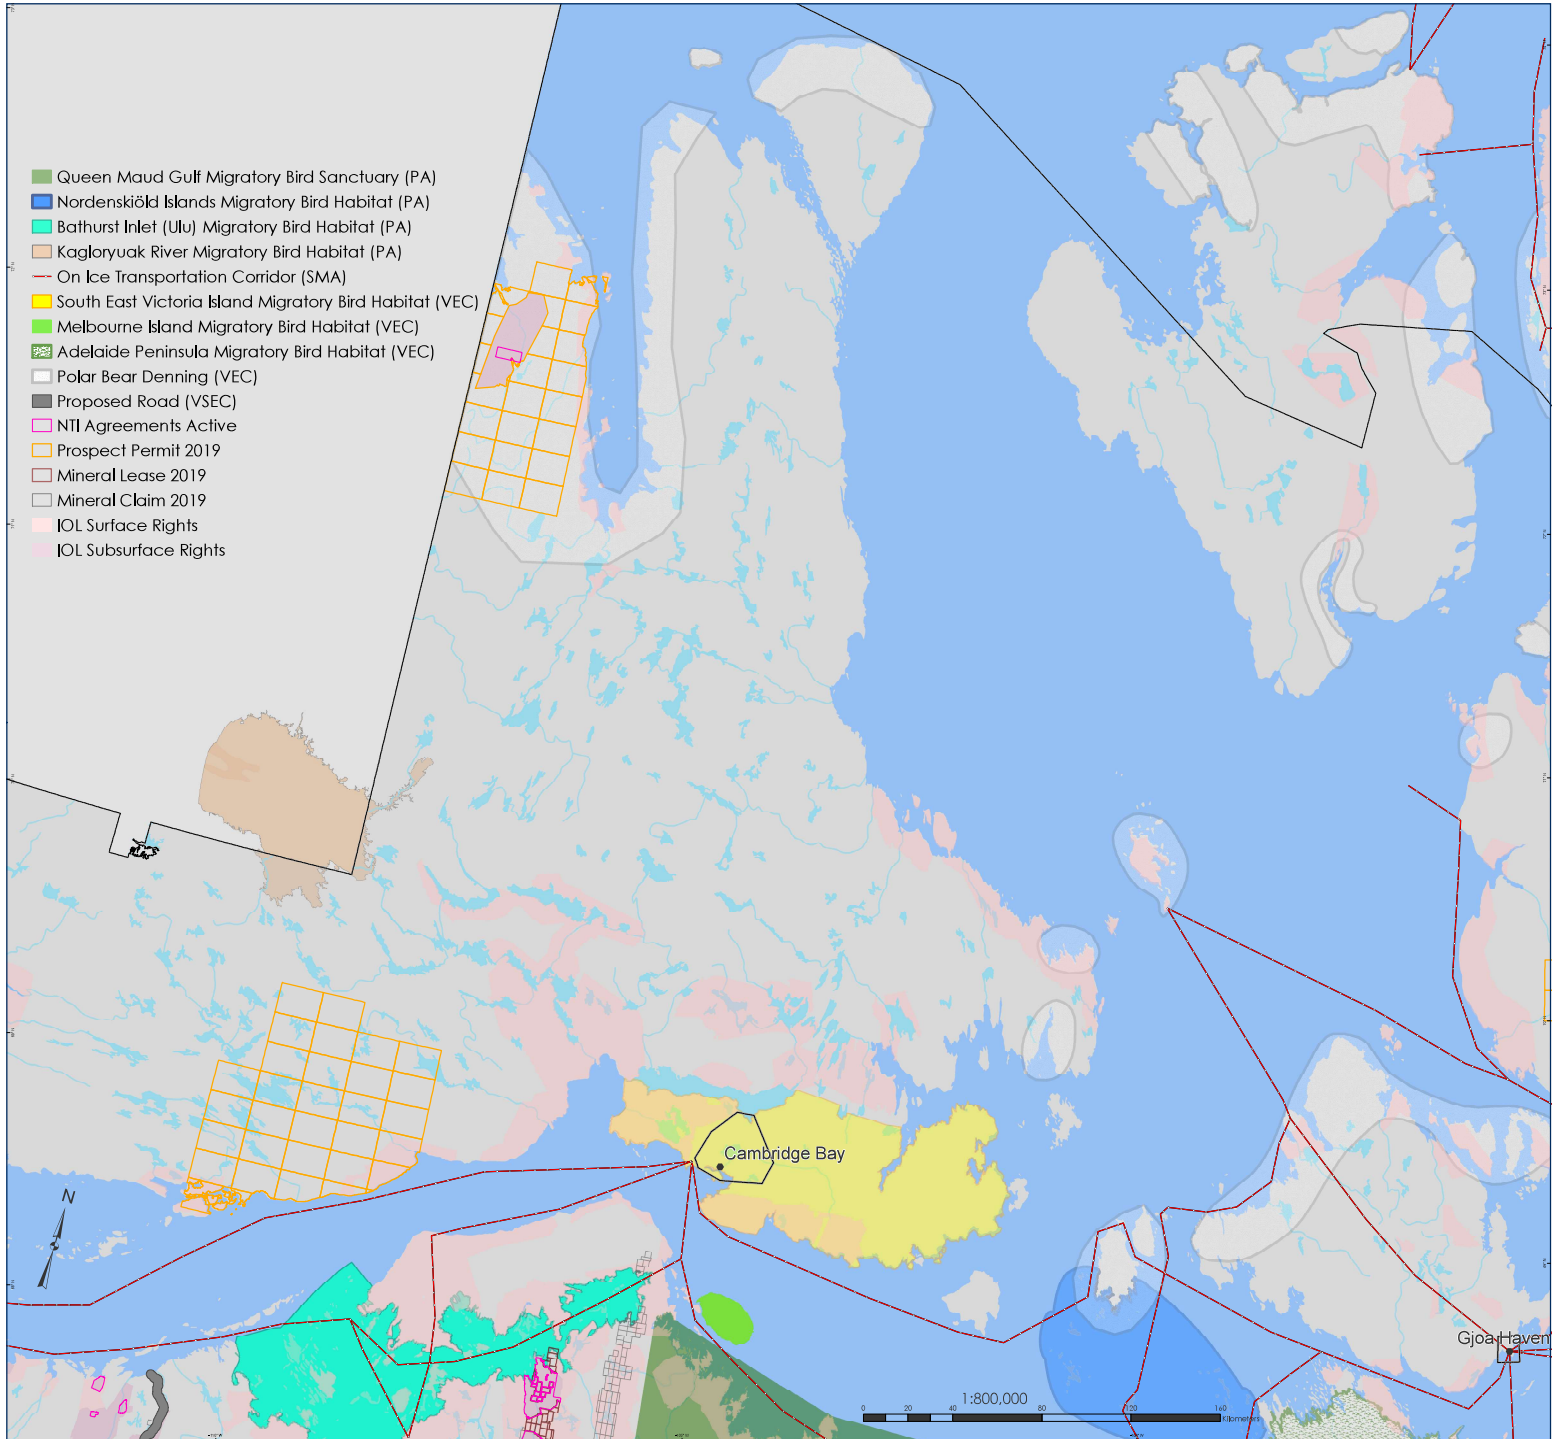 Queen Maud Gulf Migratory Bird Sanctuary (PA)
Nordenskiöld Islands Migratory Bird Habitat (PA)
Bathurst Inlet (Ulu) Migratory Bird Habitat (PA)
Kagloryuak River Migratory Bird Habitat (PA)
On Ice Transportation Corridor (SMA)
South East Victoria Island Migratory Bird Habitat (VEC)
Melbourne Island Migratory Bird Habitat (VEC)
Adelaide Peninsula Migratory Bird Habitat (VEC)
Polar Bear Denning (VEC)
Proposed Road (VSEC)
NTI Agreements Active
Prospect Permit 2019
Mineral Lease 2019
Mineral Claim 2019
IOL Surface Rights
IOL Subsurface Rights
Cambridge Bay
N
Gjoa Haven
1:800,000
0 20 40 80 120 160
Kilometers